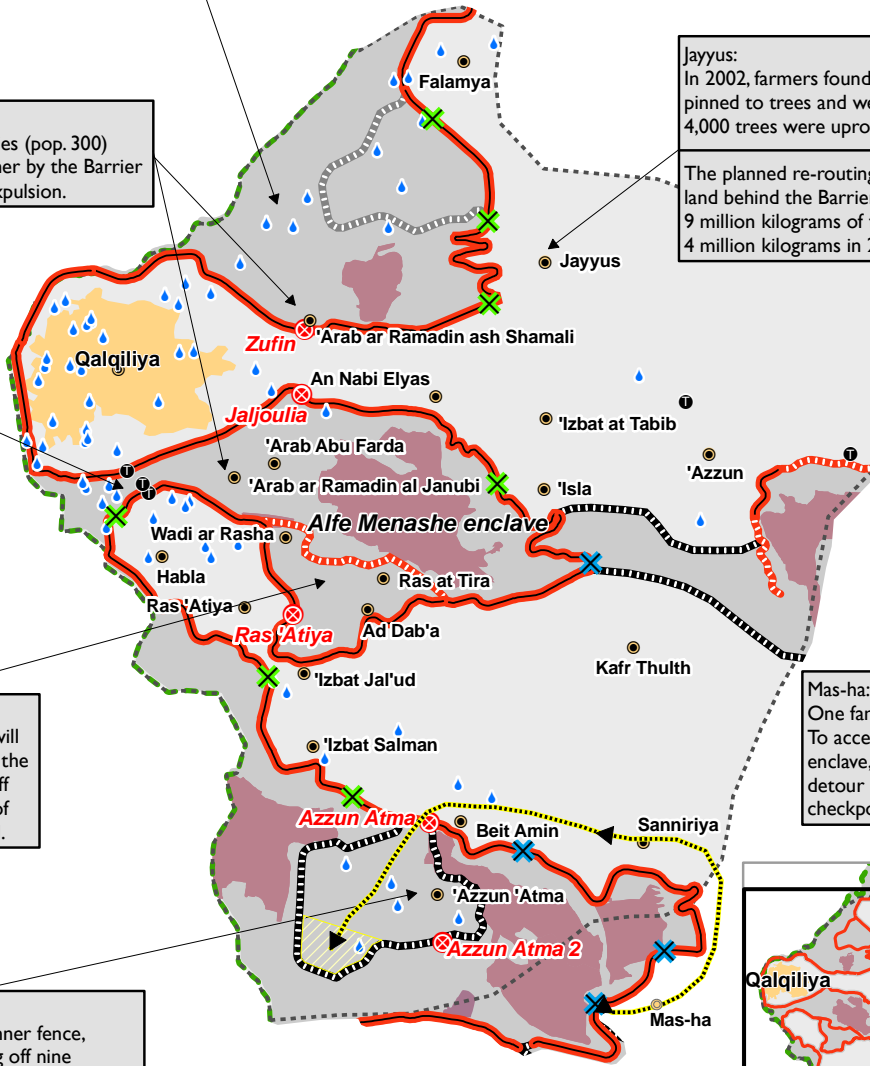 Falamya
Jayyus:
In 2002, farmers found
pinned to trees and we
4,000 trees were upro
The planned re-routing
land behind the Barrie
9 million kilograms of
4 million kilograms in 2
es (pop. 300)
ner by the Barrier
xpulsion.
Jayyus
Zufin
'Arab ar Ramadin ash Shamali
Qalqiliya
An Nabi Elyas
Jaljoulia
'Izbat at Tabib
T
'Arab Abu Farda
'Azzun
T
T
T
T
'Arab ar Ramadin al Janubi
'Isla
Alfe Menashe enclave
Wadi ar Rasha
Habla
Ras at Tira
Ras 'Atiya
Ras 'Atiya
Ad Dab'a
Kafr Thulth
'Izbat Jal'ud
Mas-ha:
One far
To acce
enclave,
detour
checkpo
will
the
ff
of
.
'Izbat Salman
Azzun Atma
Beit Amin
Sanniriya
'Azzun 'Atma
Azzun Atma 2
Qalqiliya
Mas-ha
nner fence,
g off nine